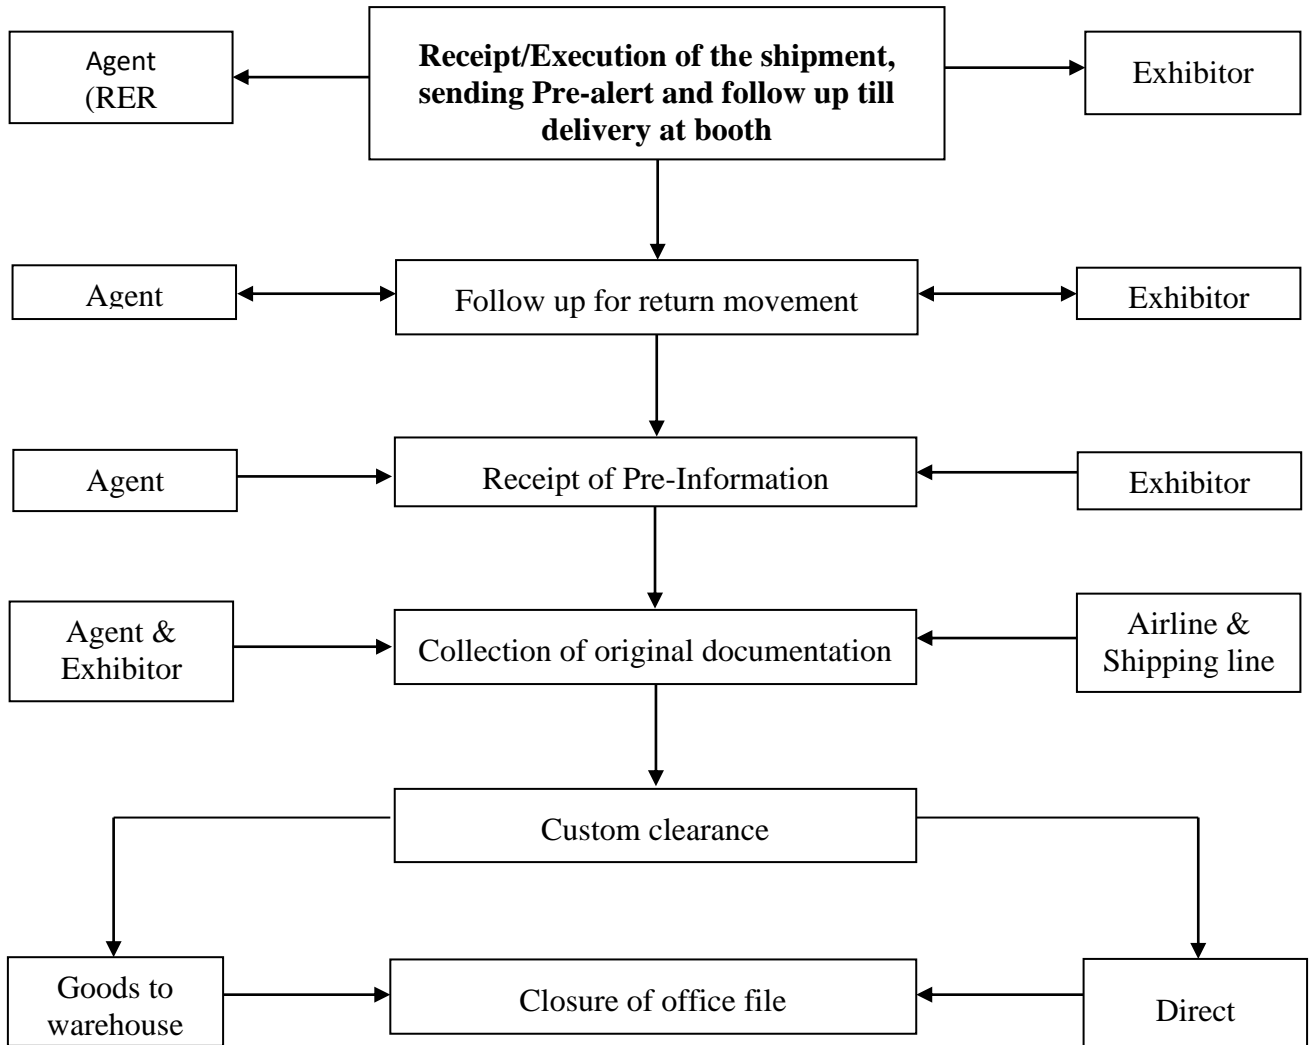 Agent
(RER
Receipt/Execution of the shipment,
sending Pre-alert and follow up till
delivery at booth
Exhibitor
Agent
Follow up for return movement
Exhibitor
Agent
Receipt of Pre-Information
Exhibitor
Agent &
Exhibitor
Collection of original documentation
Airline &
Shipping line
Custom clearance
Goods to
warehouse
Closure of office file
Direct